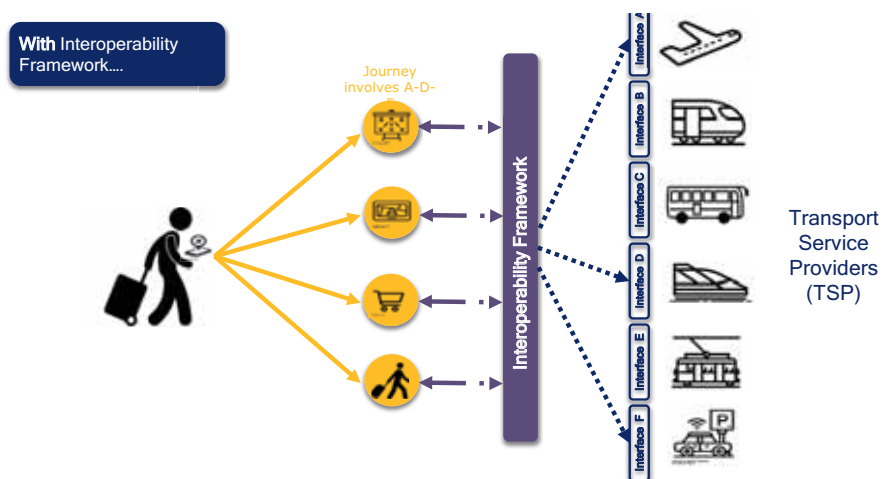 With Interoperability
Framework....
Journey
involves A-D-
Interoperability Framework
Interface A
Interface B
Interface C
Interface D
Interface E
Interface F
P
Transport
Service
Providers
(TSP)